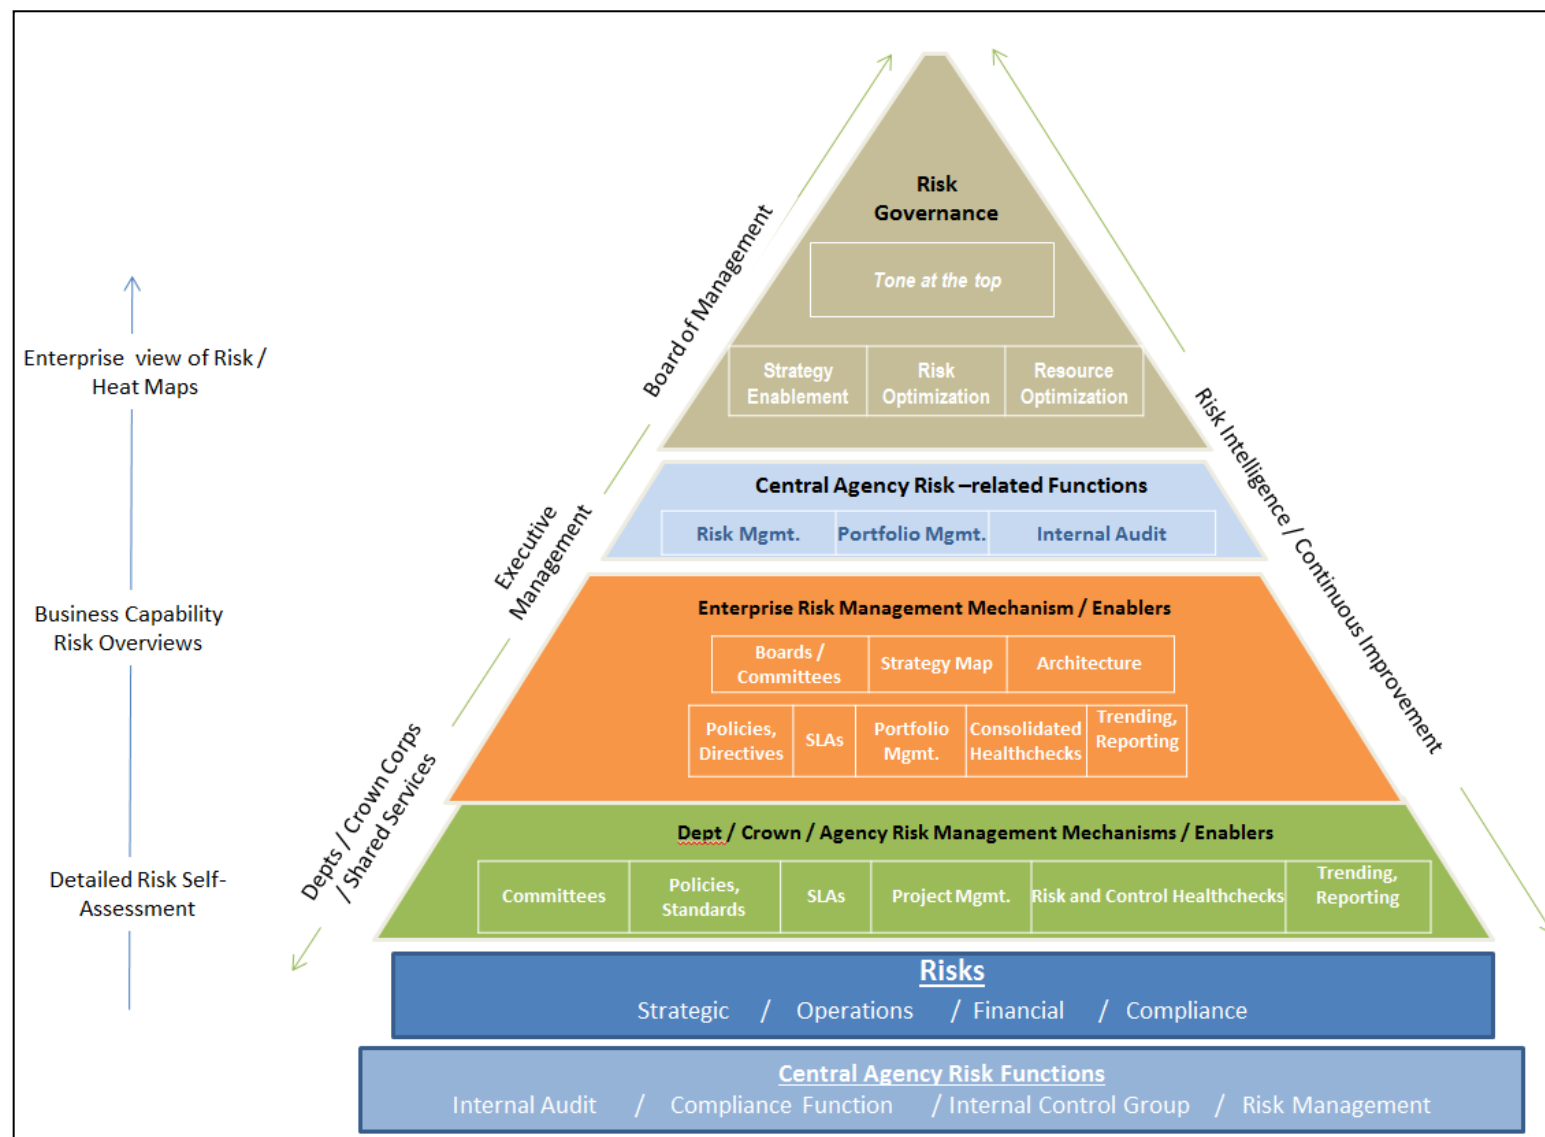 Risk
Governance
Tone at the top
Strategy
Enablement
Risk
Optimization
Resource
Optimization
Central Agency Risk –related Functions
Risk Mgmt.
Portfolio Mgmt.
Internal Audit
Enterprise Risk Management Mechanism / Enablers
Boards /
Committees
Strategy Map
Architecture
Policies,
Directives
SLAs
Portfolio
Mgmt.
Consolidated
Healthchecks
Trending,
Reporting
Dept / Crown / Agency Risk Management Mechanisms / Enablers
Committees
Policies,
Standards
SLAs
Project Mgmt.
Risk and Control Healthchecks
Trending,
Reporting
Risks
Strategic / Operations / Financial / Compliance
Central Agency Risk Functions
Internal Audit / Compliance Function / Internal Control Group / Risk Management
Enterprise view of Risk /
Heat Maps
Business Capability
Risk Overviews
Detailed Risk Self-
Assessment
Board of Management
Executive
Management
Depts / Crown Corps
/ Shared Services
Risk Intelligence / Continuous Improvement